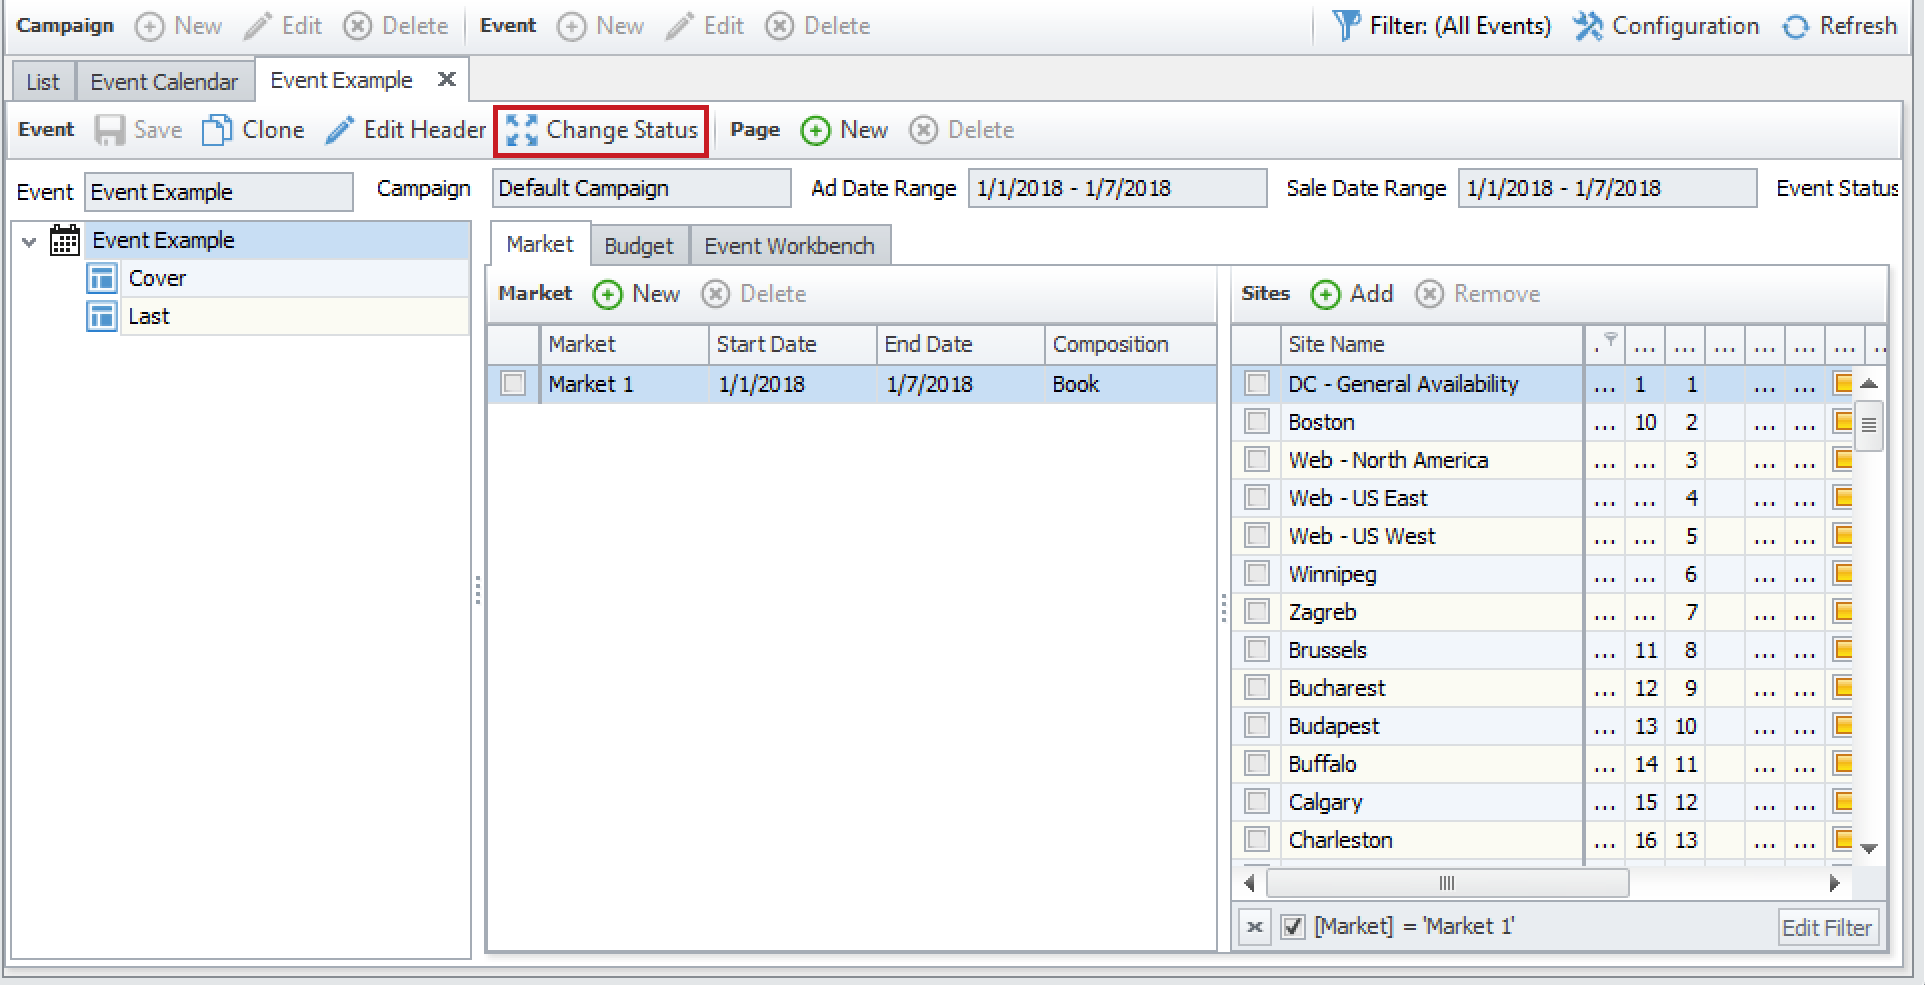 Campaign New Edit Delete Event New Edit Delete Filter: (All Events) Configuration Refresh
List Event Calendar Event Example
Event Save Clone Edit Header Change Status Page New Delete
Event Event Example Campaign Default Campaign Ad Date Range 1/1/2018 - 1/7/2018 Sale Date Range 1/1/2018 - 1/7/2018 Event Status
Event Example
Cover
Last
Market Budget Event Workbench
Market New Delete
Market Start Date End Date Composition
Market 1 1/1/2018 1/7/2018 Book
Sites Add Remove
Site Name . ... ... ... ... ... ... ..
DC - General Availability ... 1 1 ... ...
Boston ... 10 2 ... ...
Web - North America ... ... 3 ... ...
Web - US East ... ... 4 ... ...
Web - US West ... ... 5 ... ...
Winnipeg ... ... 6 ... ...
Zagreb ... ... 7 ... ...
Brussels ... 11 8 ... ...
Bucharest ... 12 9 ... ...
Budapest ... 13 10 ... ...
Buffalo ... 14 11 ... ...
Calgary ... 15 12 ... ...
Charleston ... 16 13 ... ...
[Market] = 'Market 1' Edit Filter